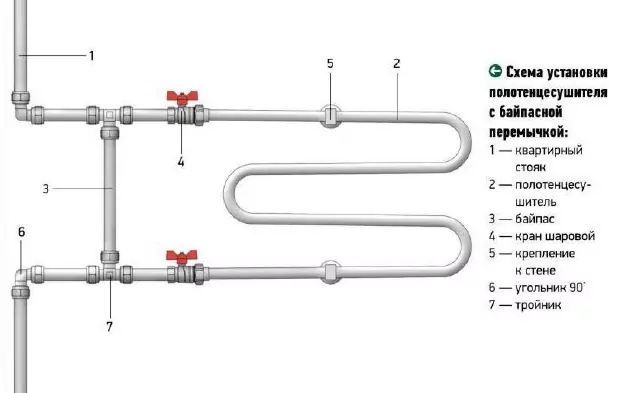 1
5
2
Схема установки
полотенцесушителя
с байпасной
перемычкой:
1 — квартирный
стояк
2 — полотенцесу-
шитель
3 — байпас
4 — кран шаровой
5 — крепление
к стене
6 — угольник 90°
7 — тройник
4
3
6
7